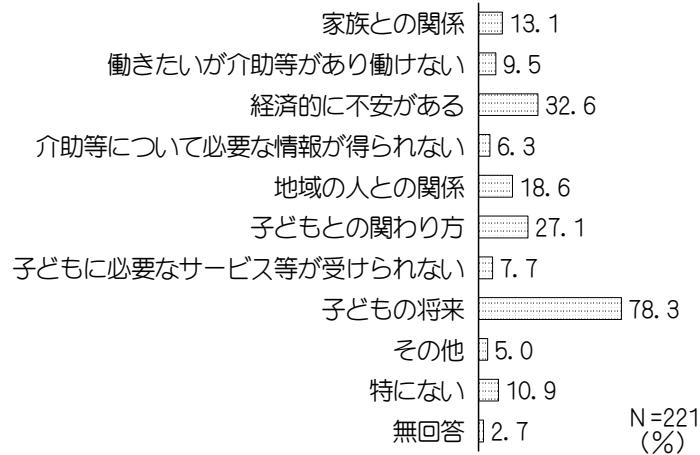 家族との関係 13.1
働きたいが介助等があり働けない 9.5
経済的に不安がある 32.6
介助等について必要な情報が得られない 6.3
地域の人との関係 18.6
子どもとの関わり方 27.1
子どもに必要なサービス等が受けられない 7.7
子どもの将来 78.3
その他 5.0
特にない 10.9
無回答 2.7
N=221
(%)